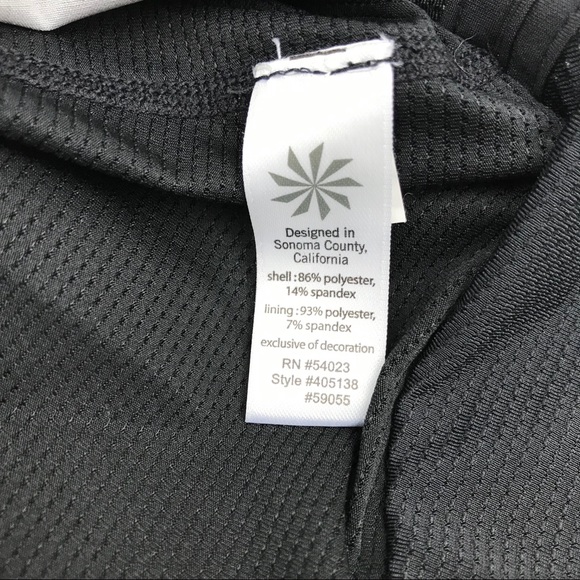 Designed in
Sonoma County,
California
shell:86% polyester,
14% spandex
lining:93% polyester,
7% spandex
exclusive of decoration
RN #54023
Style #405138
#59055